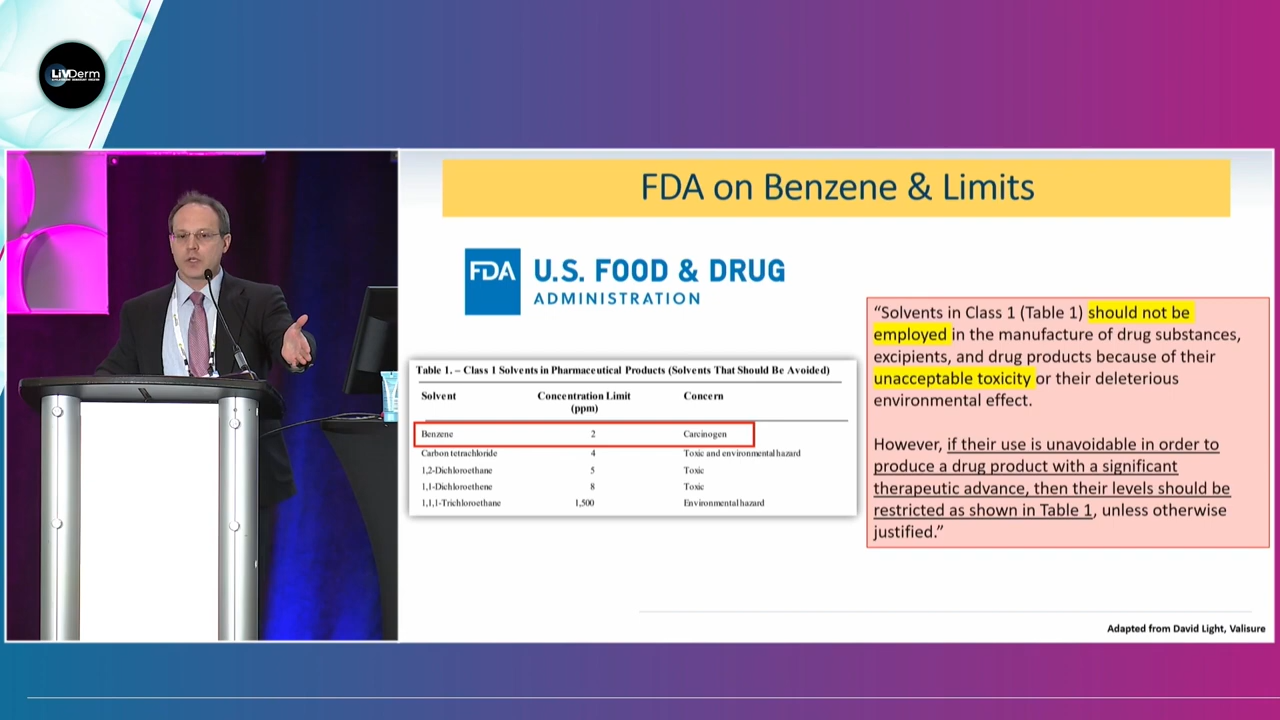 LiVDerm
FDA on Benzene & Limits
FDA
U.S. FOOD & DRUG
ADMINISTRATION
Table 1. – Class 1 Solvents in Pharmaceutical Products (Solvents That Should Be Avoided)
Solvent Concentration Limit (ppm) Concern
Benzene 2 Carcinogen
Carbon tetrachloride 4 Toxic and environmental hazard
1,2-Dichloroethane 5 Toxic
1,1-Dichloroethene 8 Toxic
1,1,1-Trichloroethane 1,500 Environmental hazard
“Solvents in Class 1 (Table 1) should not be
employed in the manufacture of drug substances,
excipients, and drug products because of their
unacceptable toxicity or their deleterious
environmental effect.
However, if their use is unavoidable in order to
produce a drug product with a significant
therapeutic advance, then their levels should be
restricted as shown in Table 1, unless otherwise
justified.”
Adapted from David Light, Valisure